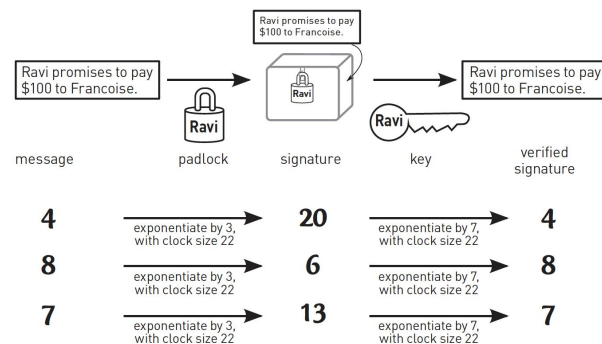 Ravi promises to pay
$100 to Francoise.
Ravi promises to pay
$100 to Francoise.
Ravi
Ravi promises to pay
$100 to Francoise.
Ravi
Ravi
message
padlock
signature
key
verified
signature
4
exponentiate by 3,
with clock size 22
20
exponentiate by 7,
with clock size 22
4
8
exponentiate by 3,
with clock size 22
6
exponentiate by 7,
with clock size 22
8
7
exponentiate by 3,
with clock size 22
13
exponentiate by 7,
with clock size 22
7